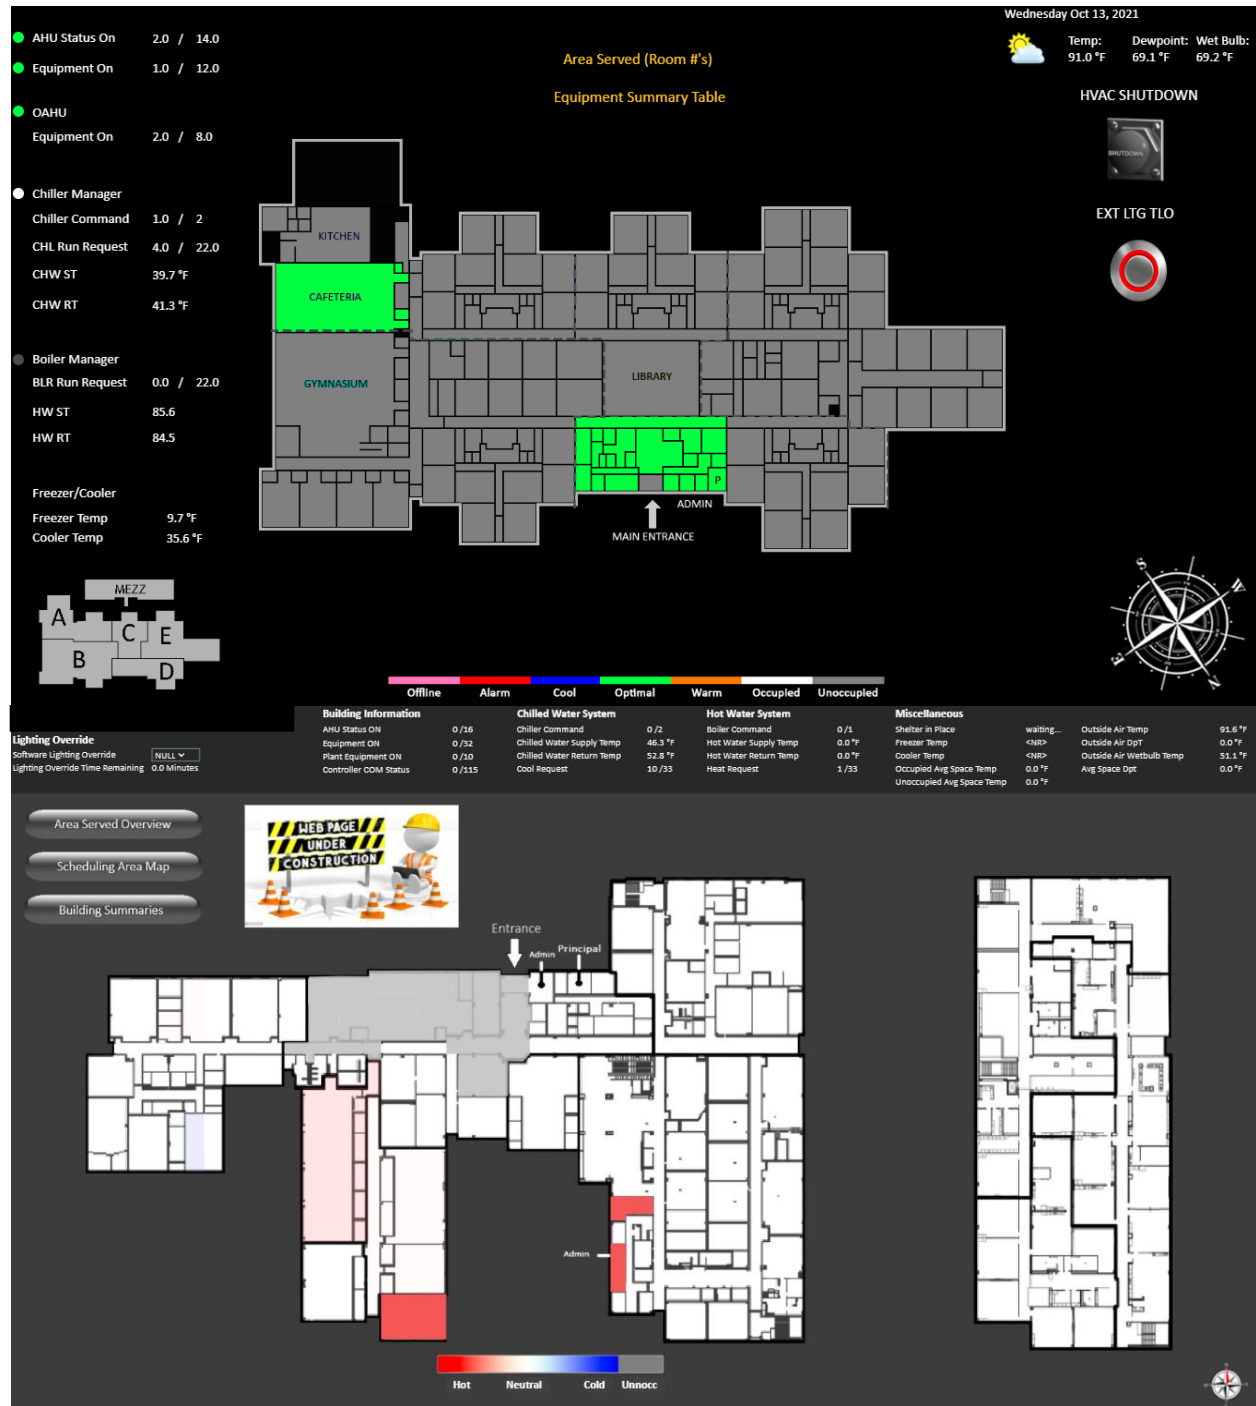 Wednesday Oct 13, 2021
Temp: Dewpoint: Wet Bulb:
91.0 °F 69.1 °F 69.2 °F
AHU Status On 2.0 / 14.0
Equipment On 1.0 / 12.0
OAHU
Equipment On 2.0 / 8.0
Chiller Manager
Chiller Command 1.0 / 2
CHL Run Request 4.0 / 22.0
CHW ST 39.7 °F
CHW RT 41.3 °F
Boiler Manager
BLR Run Request 0.0 / 22.0
HW ST 85.6
HW RT 84.5
Freezer/Cooler
Freezer Temp 9.7 °F
Cooler Temp 35.6 °F
Area Served (Room #'s)
Equipment Summary Table
HVAC SHUTDOWN
SHUTDOWN
EXT LTG TLO
KITCHEN
CAFETERIA
GYMNASIUM
LIBRARY
P
ADMIN
MAIN ENTRANCE
MEZZ
A
C
E
B
D
S
W
E
N
Offline Alarm Cool Optimal Warm Occupied Unoccupied
Lighting Override
Software Lighting Override NULL
Lighting Override Time Remaining 0.0 Minutes
Building Information
AHU Status ON 0 /16
Equipment ON 0 /32
Plant Equipment ON 0 /10
Controller COM Status 0 /115
Chilled Water System
Chiller Command 0 /2
Chilled Water Supply Temp 46.3 °F
Chilled Water Return Temp 52.8 °F
Cool Request 10 /33
Hot Water System
Boiler Command 0 /1
Hot Water Supply Temp 0.0 °F
Hot Water Return Temp 0.0 °F
Heat Request 1 /33
Miscellaneous
Shelter in Place waiting...
Freezer Temp <NR>
Cooler Temp <NR>
Occupied Avg Space Temp 0.0 °F
Unoccupied Avg Space Temp 0.0 °F
Outside Air Temp 91.6 °F
Outside Air DpT 0.0 °F
Outside Air Wetbulb Temp 51.1 °F
Avg Space Dpt 0.0 °F
Area Served Overview
Scheduling Area Map
Building Summaries
WEB PAGE
UNDER
CONSTRUCTION
Entrance
Admin
Principal
Admin
Hot Neutral Cold Unnocc